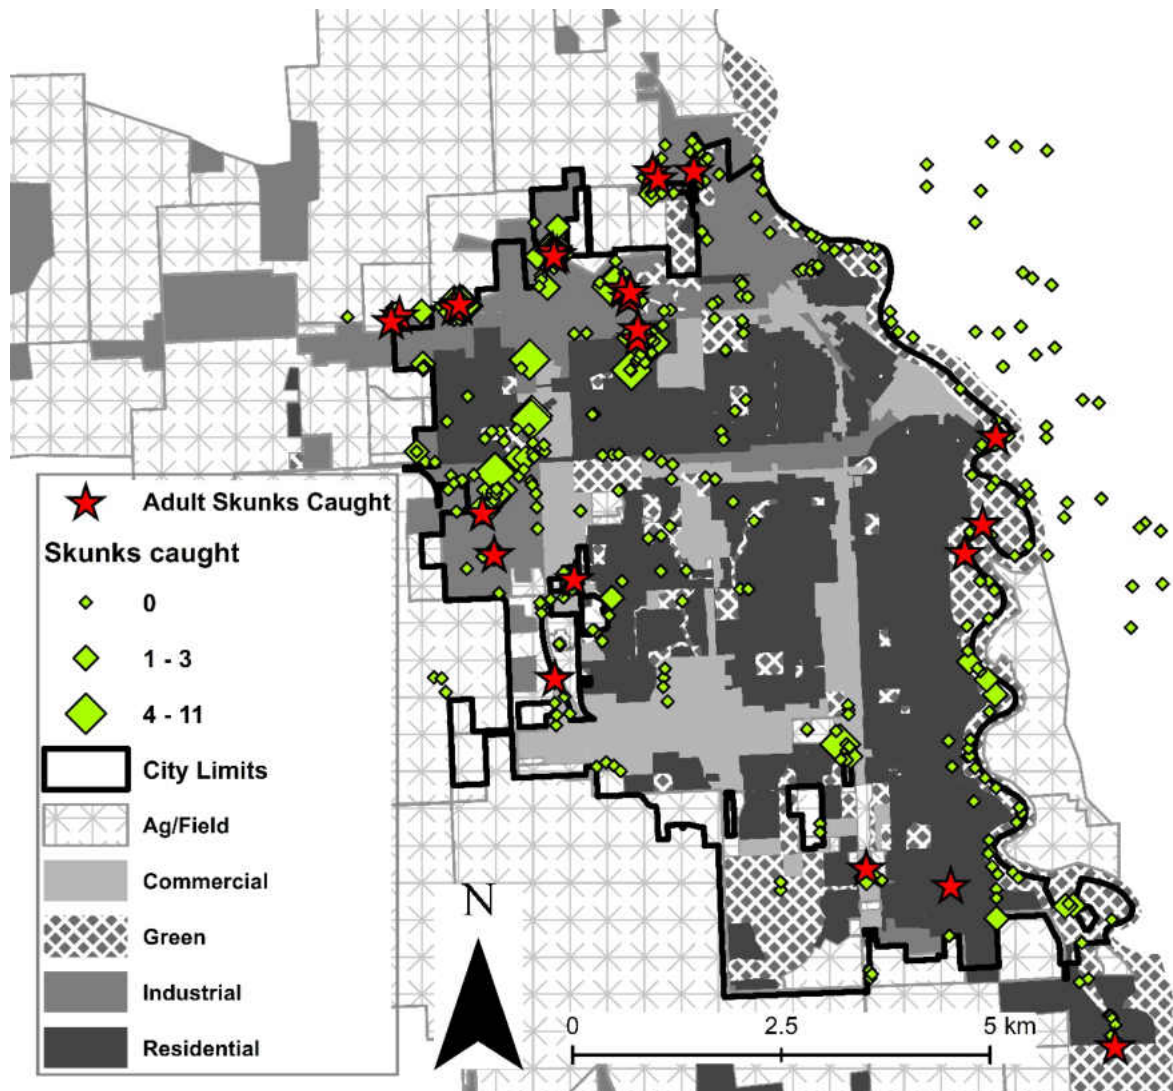 Adult Skunks Caught
Skunks caught
0
1 - 3
4 - 11
City Limits
Ag/Field
Commercial
Green
Industrial
Residential
N
0 2.5 5 km